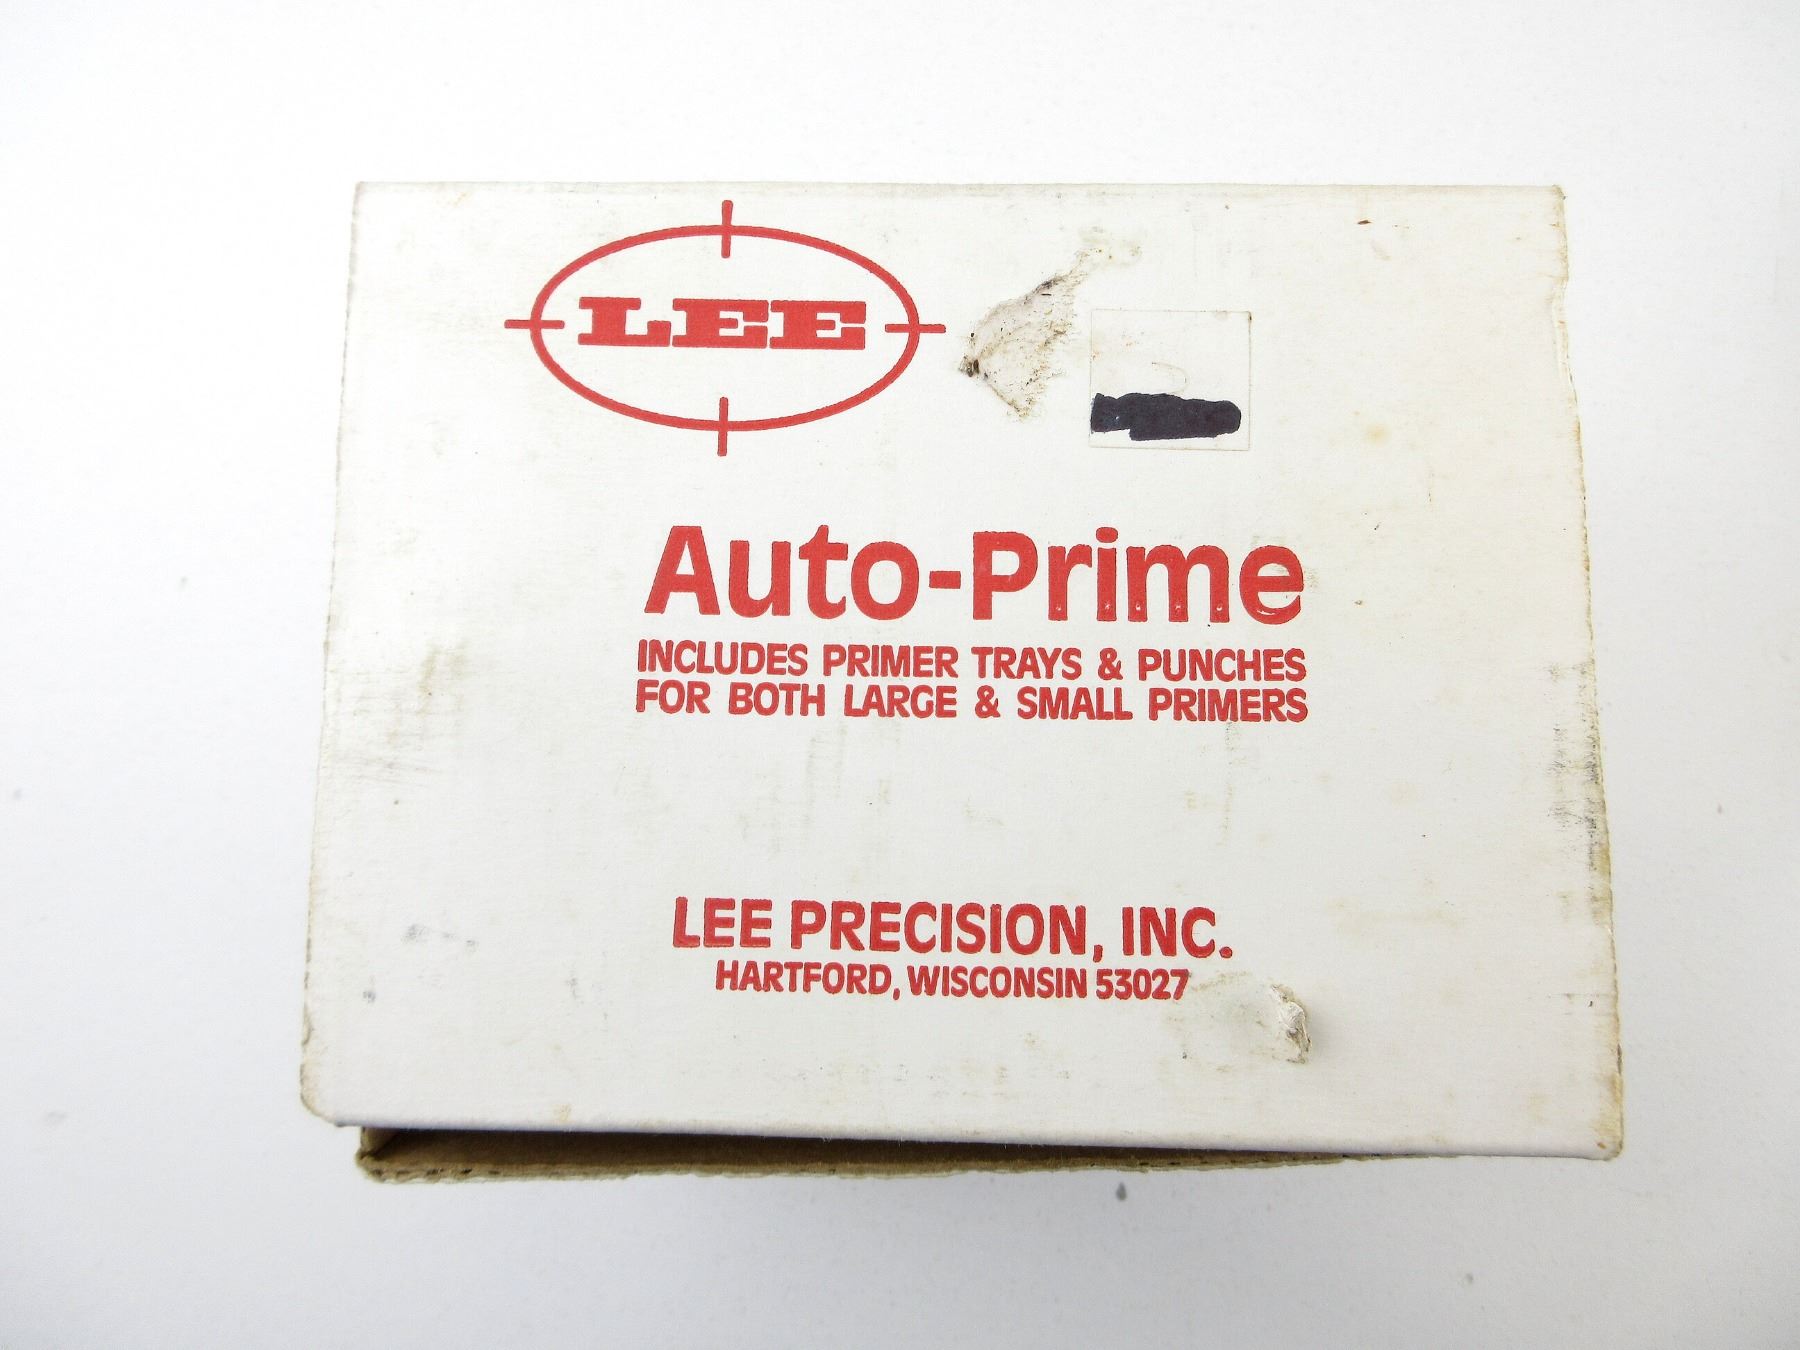 LEE
Auto-Prime
INCLUDES PRIMER TRAYS & PUNCHES
FOR BOTH LARGE & SMALL PRIMERS
LEE PRECISION, INC.
HARTFORD, WISCONSIN 53027